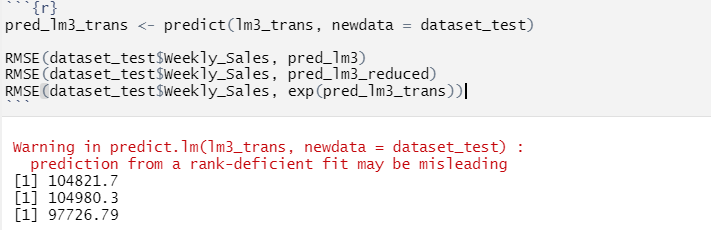 ```{r}
pred_lm3_trans <- predict(lm3_trans, newdata = dataset_test)
RMSE(dataset_test$Weekly_Sales, pred_lm3)
RMSE(dataset_test$Weekly_Sales, pred_lm3_reduced)
RMSE(dataset_test$Weekly_Sales, exp(pred_lm3_trans))
```
Warning in predict.lm(lm3_trans, newdata = dataset_test) :
  prediction from a rank-deficient fit may be misleading
[1] 104821.7
[1] 104980.3
[1] 97726.79